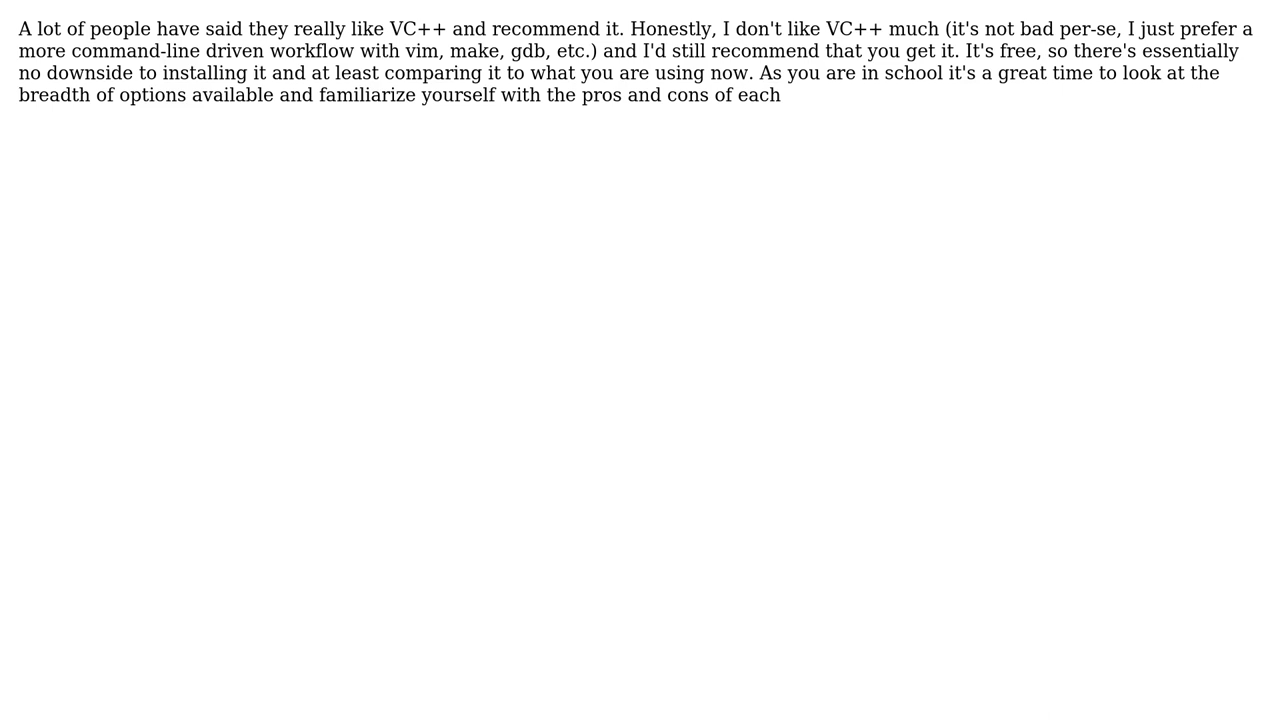 A lot of people have said they really like VC++ and recommend it. Honestly, I don't like VC++ much (it's not bad per-se, I just prefer a
more command-line driven workflow with vim, make, gdb, etc.) and I'd still recommend that you get it. It's free, so there's essentially
no downside to installing it and at least comparing it to what you are using now. As you are in school it's a great time to look at the
breadth of options available and familiarize yourself with the pros and cons of each